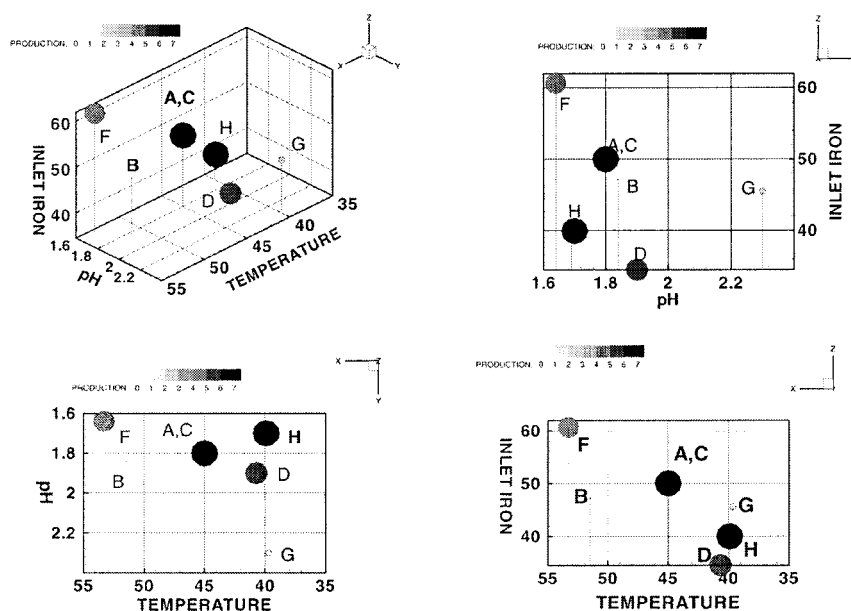 PRODUCTION: 0 1 2 3 4 5 6 7
Z
X
Y
A,C
H
F
G
B
D
INLET IRON
60
50
40
1.6
1.8
2
2.2
pH
55
50
45
40
35
TEMPERATURE
PRODUCTION: 0 1 2 3 4 5 6 7
Z
X
F
A,C
B
G
H
D
60
50
40
INLET IRON
1.6 1.8 2 2.2
pH
PRODUCTION: 0 1 2 3 4 5 6 7
X Z
Y
1.6
1.8
2
2.2
pH
F
A,C
H
B
D
G
55 50 45 40 35
TEMPERATURE
PRODUCTION: 0 1 2 3 4 5 6 7
Z
X
60
50
40
INLET IRON
F
A,C
B
G
D
H
55 50 45 40 35
TEMPERATURE